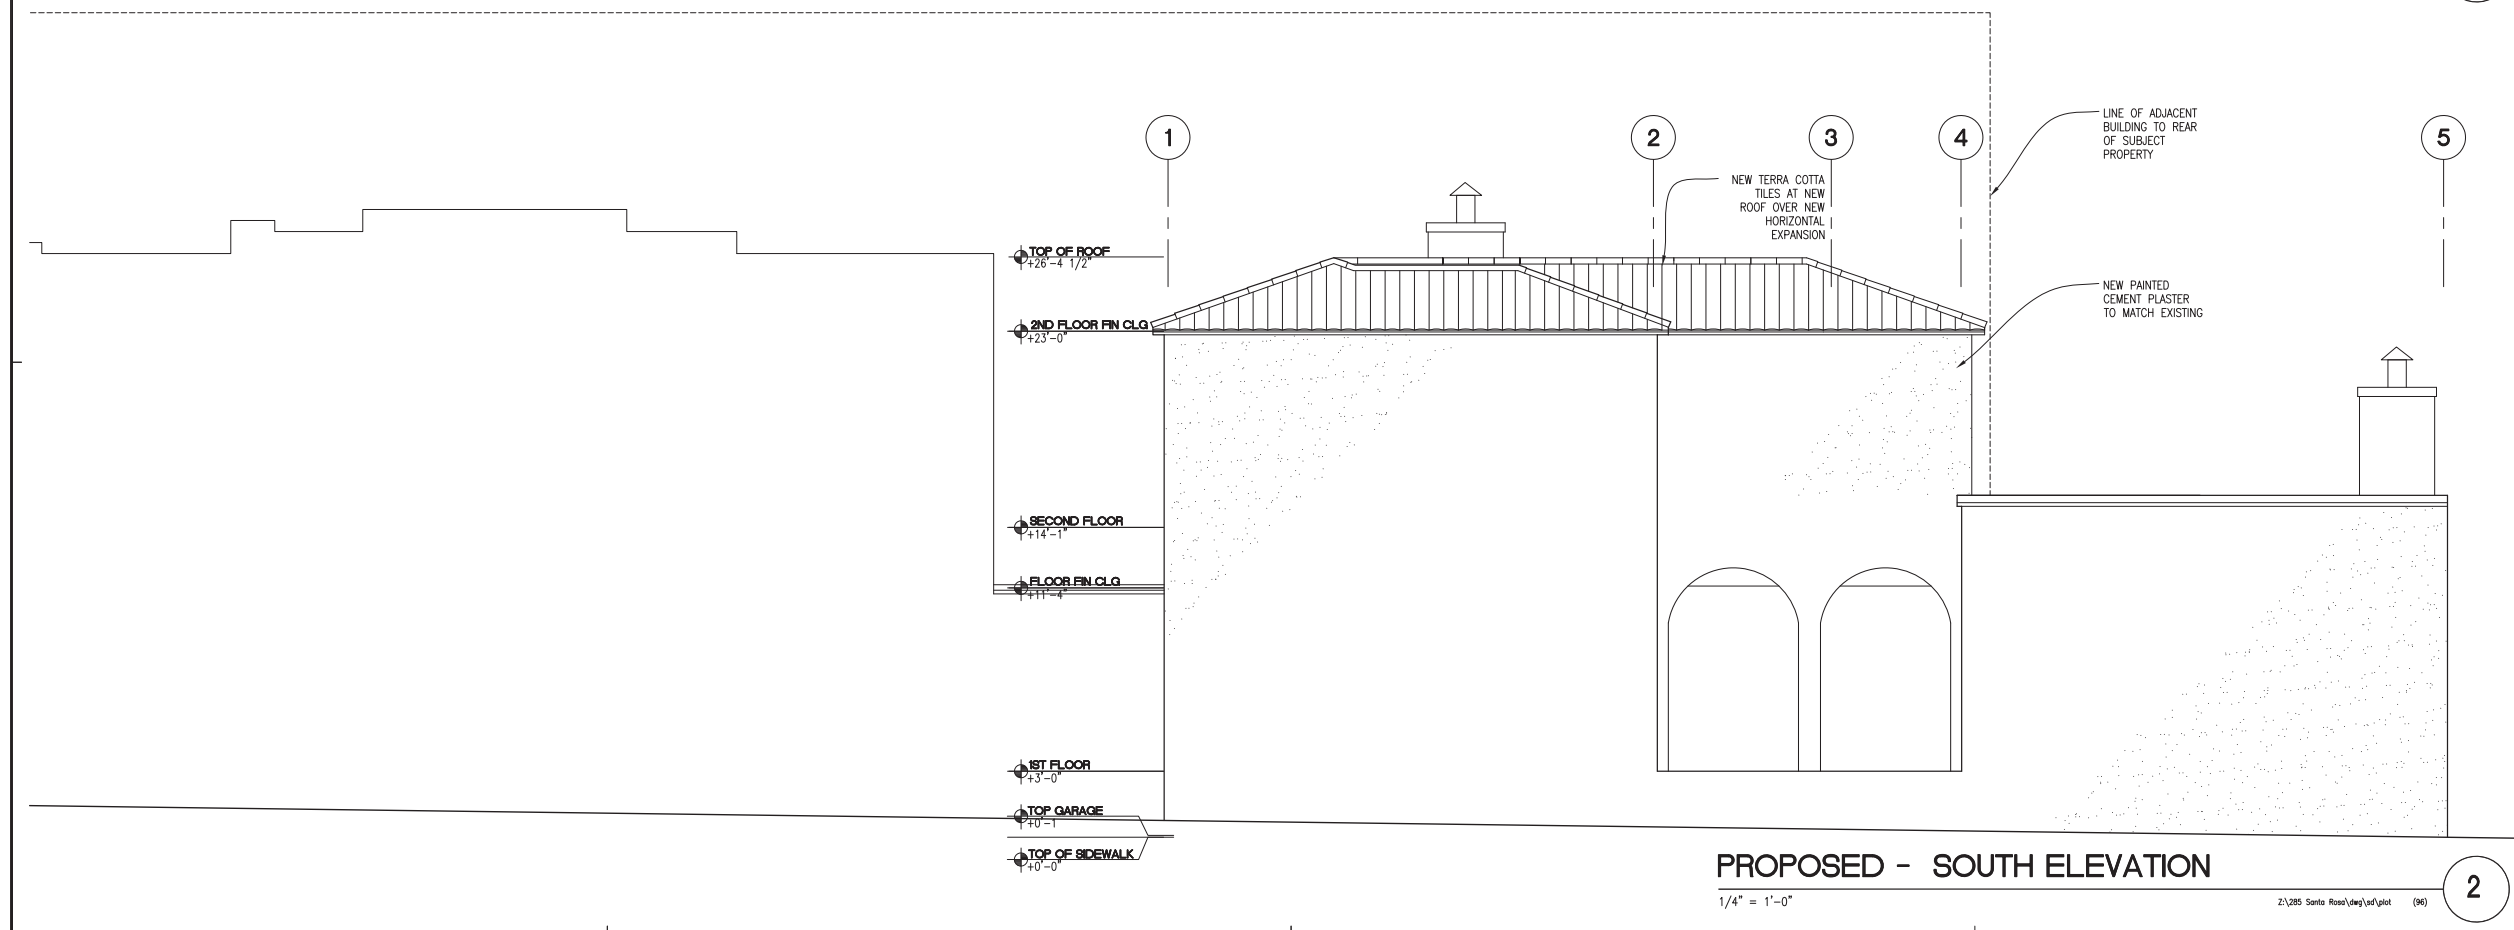 1
2
3
4
5
LINE OF ADJACENT
BUILDING TO REAR
OF SUBJECT
PROPERTY
NEW TERRA COTTA
TILES AT NEW
ROOF OVER NEW
HORIZONTAL
EXPANSION
TOP OF ROOF
+26'-4 1/2"
NEW PAINTED
CEMENT PLASTER
TO MATCH EXISTING
2ND FLOOR FIN CLG
+23'-0"
SECOND FLOOR
+14'-1"
FLOOR FIN CLG
+11'-4"
1ST FLOOR
+3'-0"
TOP GARAGE
+0'-1
TOP OF SIDEWALK
+0'-0"
PROPOSED - SOUTH ELEVATION
2
1/4" = 1'-0"
Z:\285 Santa Rosa\dwg\sd\plot (96)